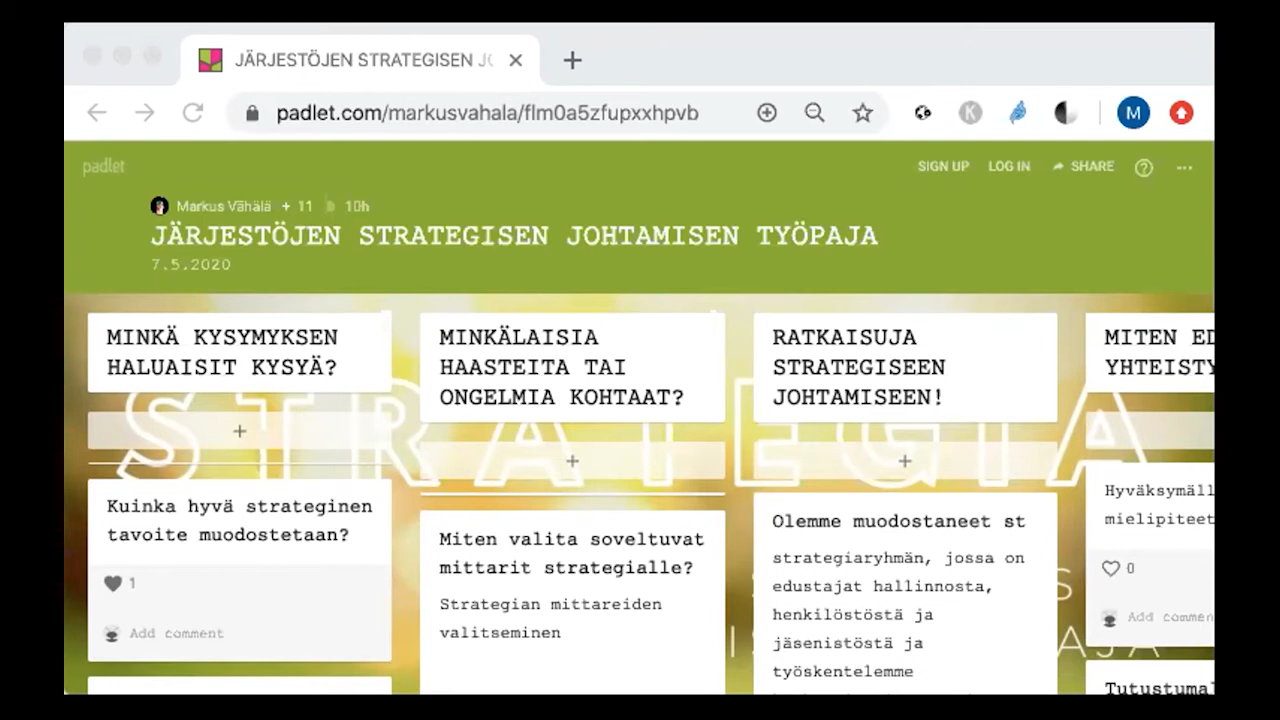 JÄRJESTÖJEN STRATEGISEN
padlet.com/markusvahala/flm0a5zfupxxhpvb
K
M
padlet
SIGN UP LOG IN SHARE
Markus Vähälä + 11 10h
JÄRJESTÖJEN STRATEGISEN JOHTAMISEN TYÖPAJA
7.5.2020
MINKÄ KYSYMYKSEN
HALUAISIT KYSYÄ?
+
Kuinka hyvä strateginen
tavoite muodostetaan?
1
Add comment
MINKÄLAISIA
HAASTEITA TAI
ONGELMIA KOHTAAT?
+
Miten valita soveltuvat
mittarit strategialle?
Strategian mittareiden
valitseminen
RATKAISUJA
STRATEGISEEN
JOHTAMISEEN!
+
Olemme muodostaneet st
strategiaryhmän, jossa on
edustajat hallinnosta,
henkilöstöstä ja
jäsenistöstä ja
työskentelemme
MITEN ED
YHTEISTY
Hyväksymäll
mielipiteet
0
Add commen
Tutustumal
STRATEGIA